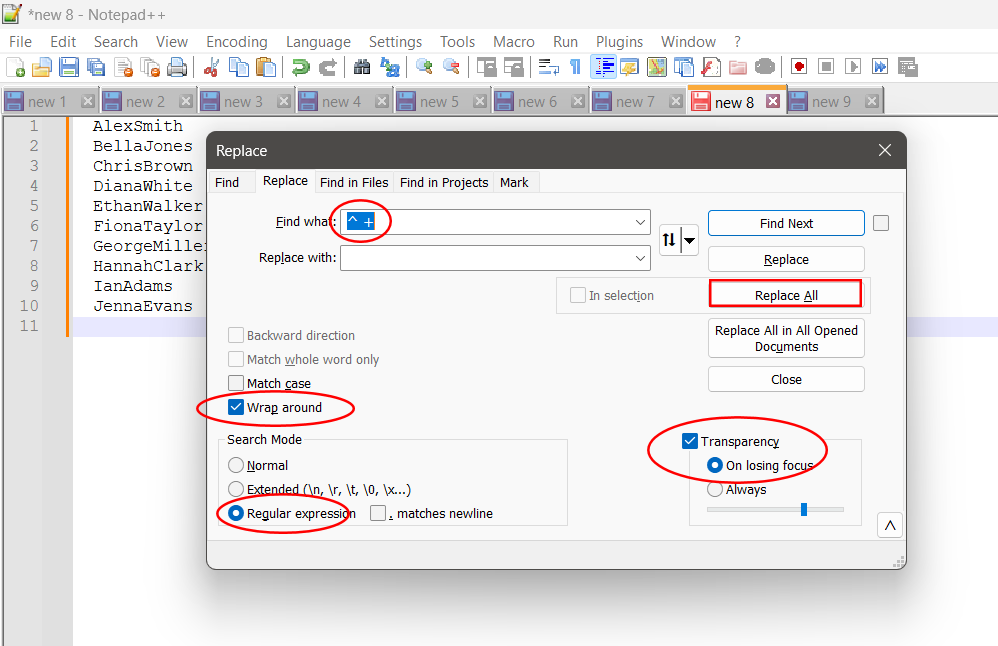 *new 8 - Notepad++
File Edit Search View Encoding Language Settings Tools Macro Run Plugins Window ?
new 1 new 2 new 3 new 4 new 5 new 6 new 7 new 8 new 9
1 AlexSmith
2 BellaJones
3 ChrisBrown
4 DianaWhite
5 EthanWalker
6 FionaTaylor
7 GeorgeMiller
8 HannahClark
9 IanAdams
10 JennaEvans
11
Replace
Find Replace Find in Files Find in Projects Mark
Find what: ^ + Find Next
Replace with: Replace
In selection Replace All
Replace All in All Opened
Documents
Close
Backward direction
Match whole word only
Match case
Wrap around
Search Mode
Normal
Extended (\n, \r, \t, \0, \x...)
Regular expression . matches newline
Transparency
On losing focus
Always